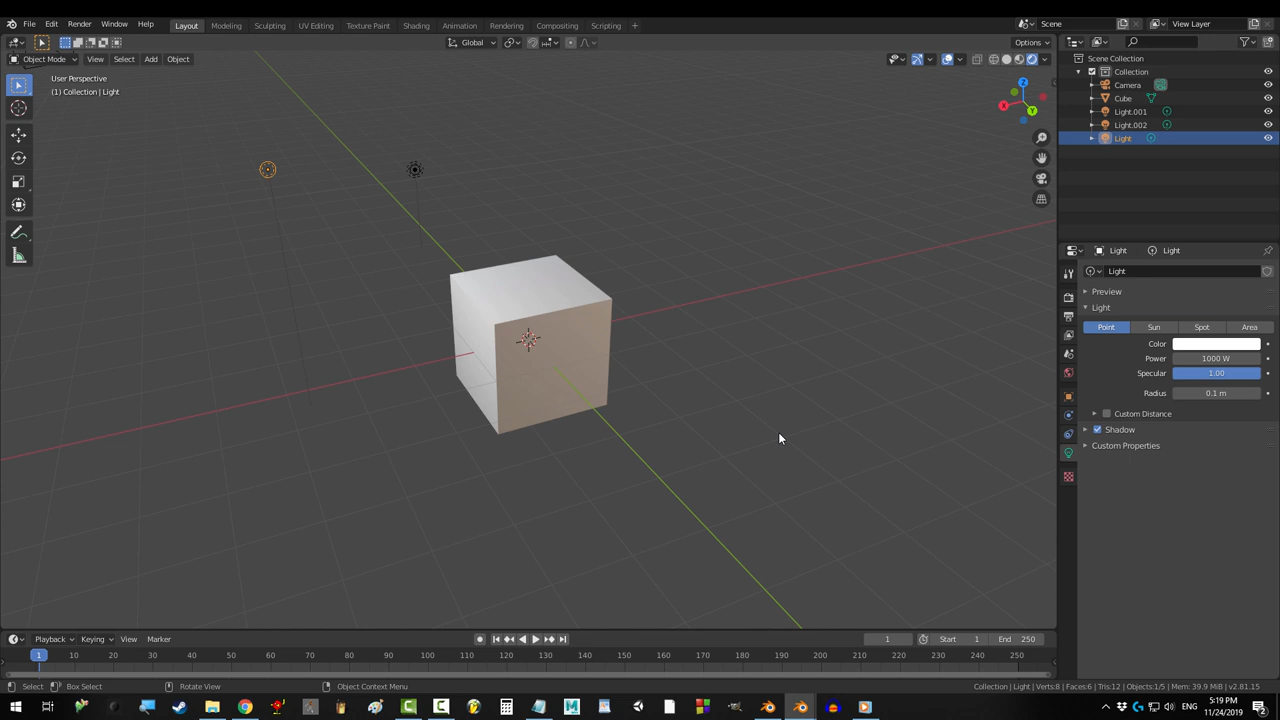 File Edit Render Window Help Layout Modeling Sculpting UV Editing Texture Paint Shading Animation Rendering Compositing Scripting + Scene View Layer
Global Options
Object Mode View Select Add Object
User Perspective
(1) Collection | Light
Z
X
Y
Scene Collection
Collection
Camera
Cube
Light.001
Light.002
Light
Light Light
Light
Preview
Light
Point Sun Spot Area
Color
Power 1000 W
Specular 1.00
Radius 0.1 m
Custom Distance
Shadow
Custom Properties
Playback Keying View Marker 1 Start 1 End 250
1 10 20 30 40 50 60 70 80 90 100 110 120 130 140 150 160 170 180 190 200 210 220 230 240 250
Select Box Select Rotate View Object Context Menu Collection | Light | Verts:8 | Faces:6 | Tris:12 | Objects:1/5 | Mem: 39.9 MiB | v2.81.15
5:19 PM
11/24/2019